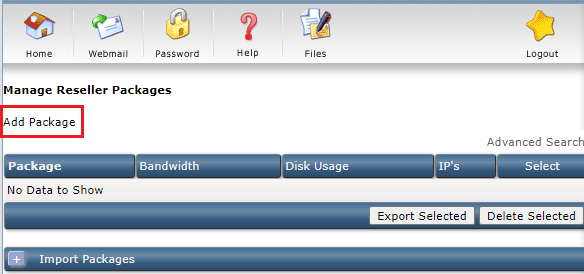 Home Webmail Password Help Files Logout
Manage Reseller Packages
Add Package
Advanced Search
Package Bandwidth Disk Usage IP's Select
No Data to Show
Export Selected Delete Selected
+ Import Packages